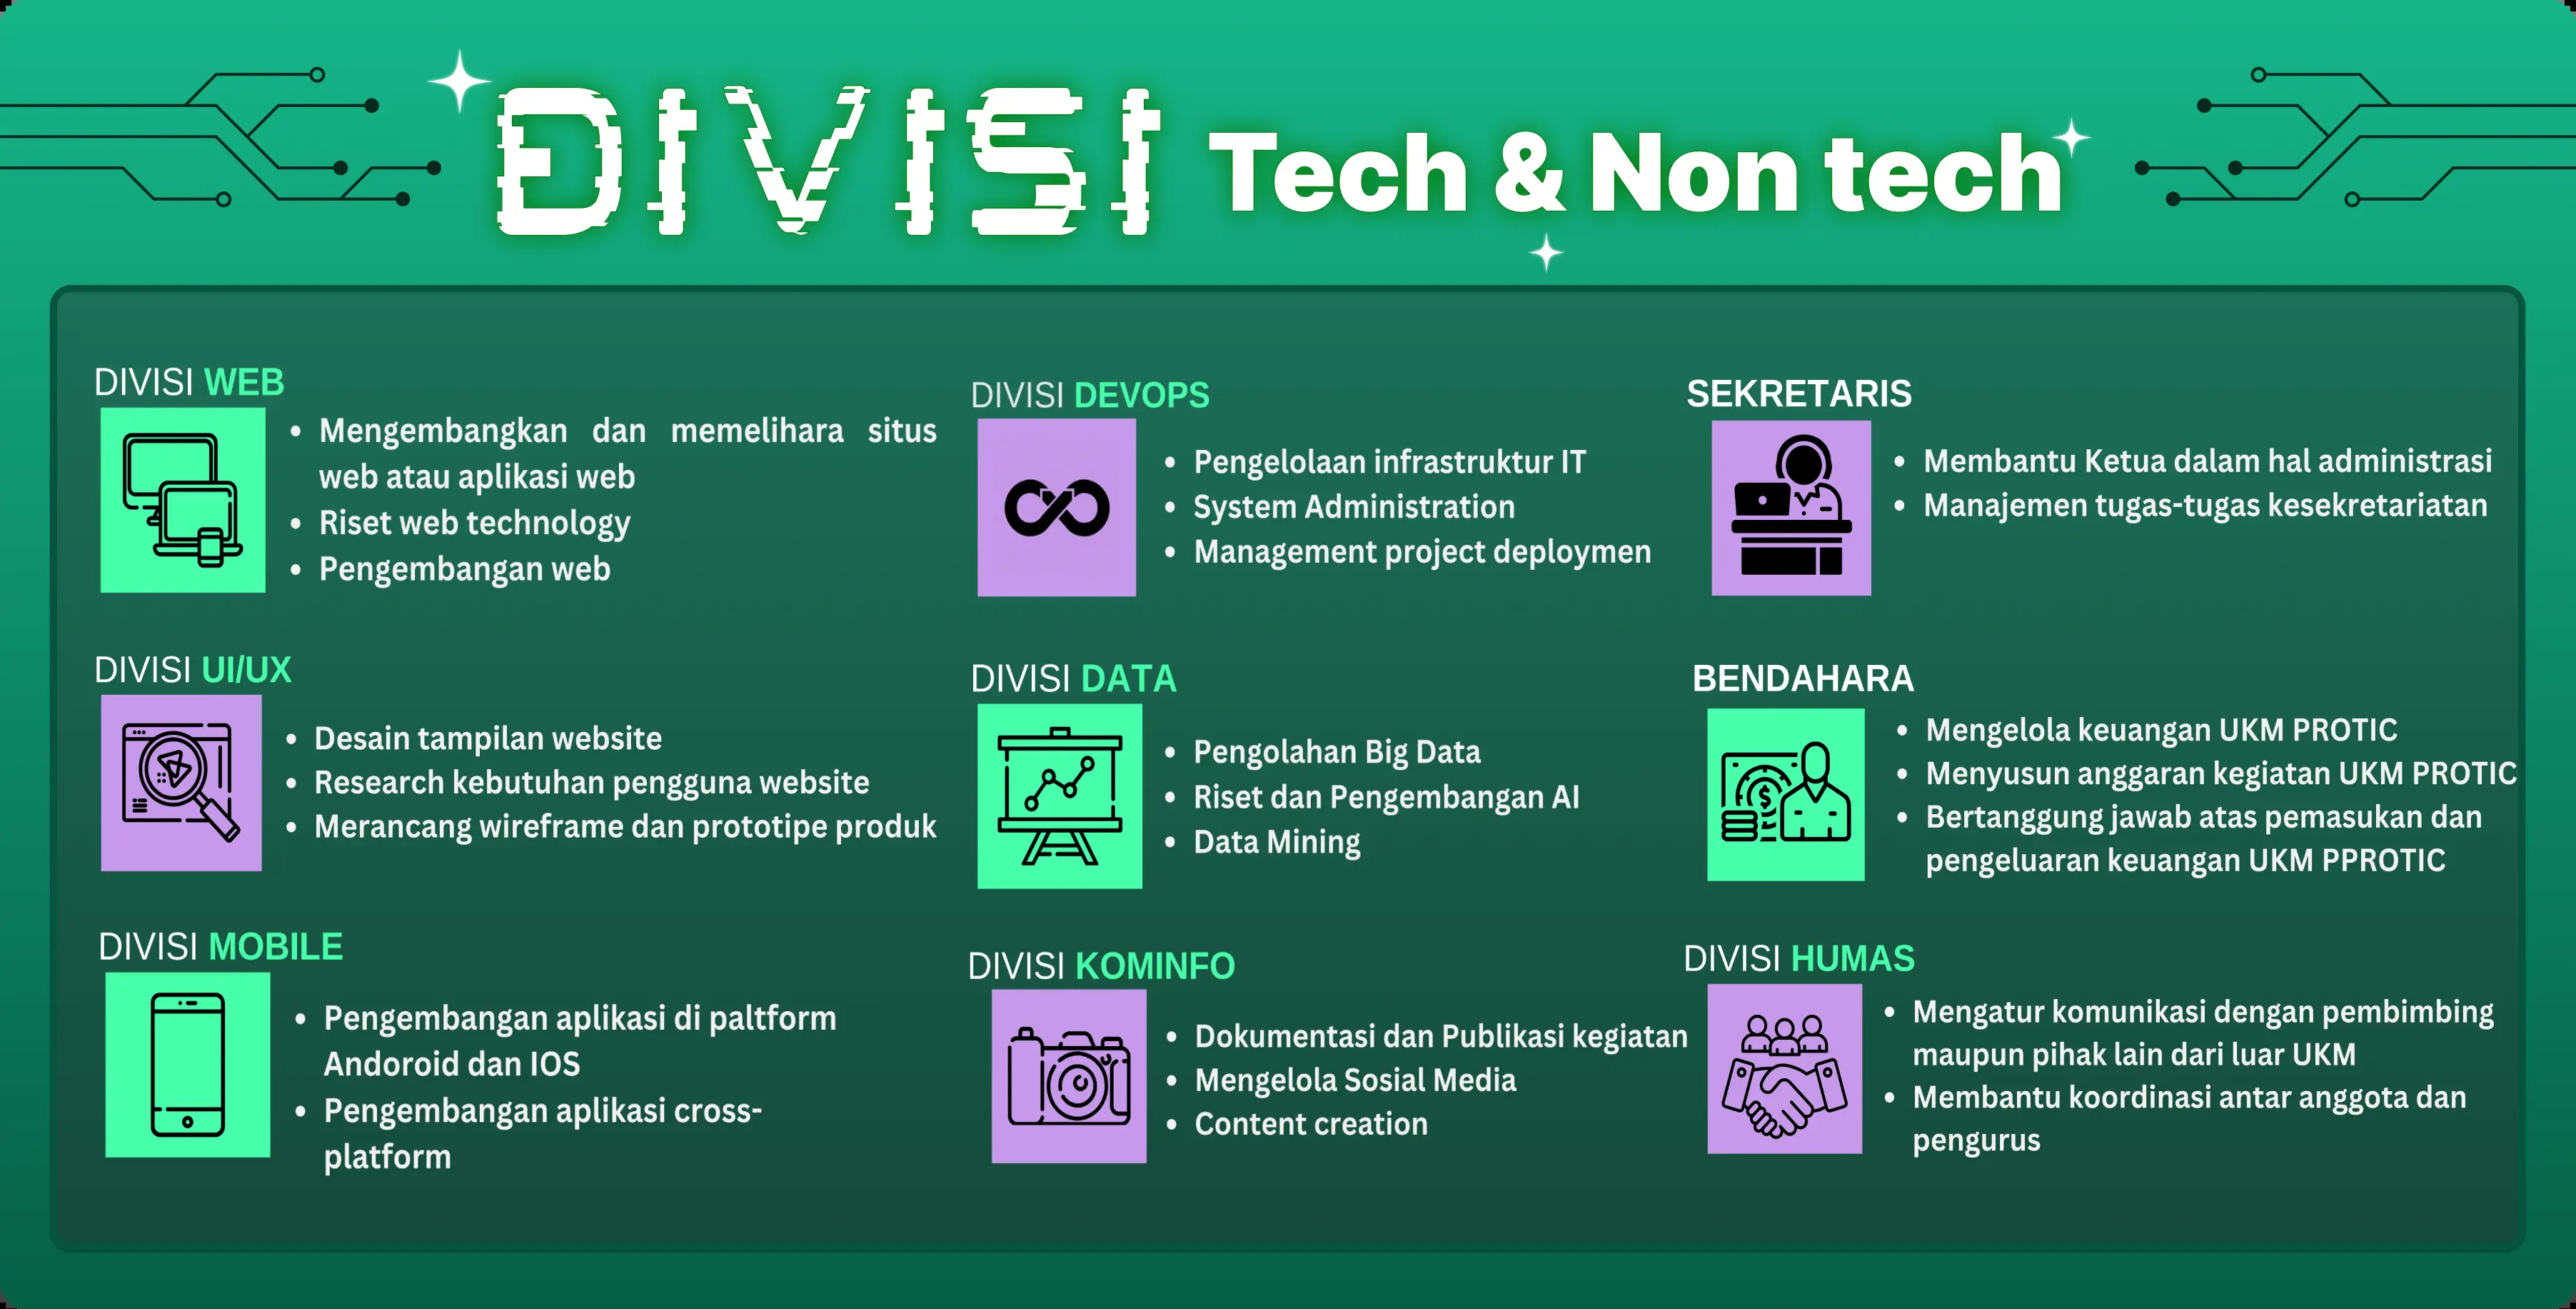 DIVISI Tech & Non tech
DIVISI WEB
• Mengembangkan dan memelihara situs
web atau aplikasi web
• Riset web technology
• Pengembangan web
DIVISI UI/UX
• Desain tampilan website
• Research kebutuhan pengguna website
• Merancang wireframe dan prototipe produk
DIVISI MOBILE
• Pengembangan aplikasi di paltform
Andoroid dan IOS
• Pengembangan aplikasi cross-
platform
DIVISI DEVOPS
• Pengelolaan infrastruktur IT
• System Administration
• Management project deploymen
DIVISI DATA
• Pengolahan Big Data
• Riset dan Pengembangan AI
• Data Mining
DIVISI KOMINFO
• Dokumentasi dan Publikasi kegiatan
• Mengelola Sosial Media
• Content creation
SEKRETARIS
• Membantu Ketua dalam hal administrasi
• Manajemen tugas-tugas kesekretariatan
BENDAHARA
• Mengelola keuangan UKM PROTIC
• Menyusun anggaran kegiatan UKM PROTIC
• Bertanggung jawab atas pemasukan dan
pengeluaran keuangan UKM PPROTIC
DIVISI HUMAS
• Mengatur komunikasi dengan pembimbing
maupun pihak lain dari luar UKM
• Membantu koordinasi antar anggota dan
pengurus